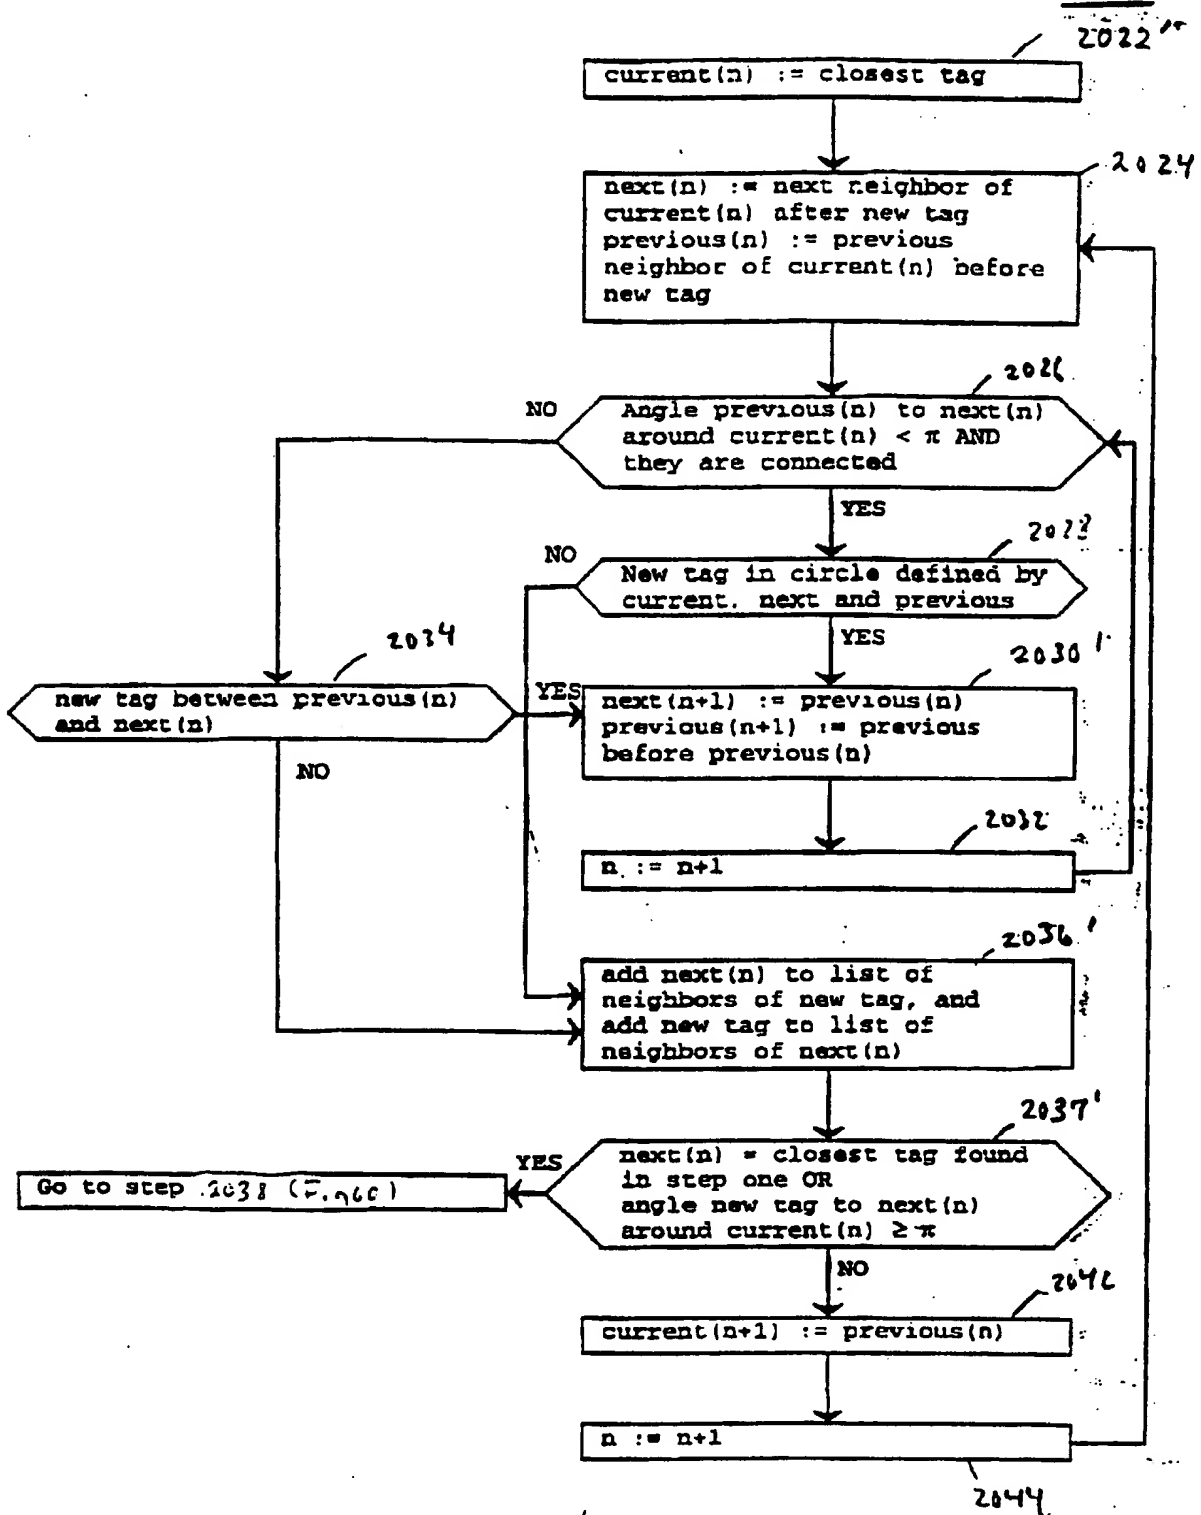 2022'
current(n) := closest tag
2024
next(n) := next neighbor of
current(n) after new tag
previous(n) := previous
neighbor of current(n) before
new tag
2026
NO
Angle previous(n) to next(n)
around current(n) < π AND
they are connected
YES
2028
NO
New tag in circle defined by
current, next and previous
YES
2034
2030'
new tag between previous(n)
and next(n)
YES
next(n+1) := previous(n)
previous(n+1) := previous
before previous(n)
NO
2032
n := n+1
2036'
add next(n) to list of
neighbors of new tag, and
add new tag to list of
neighbors of next(n)
2037'
YES
next(n) = closest tag found
in step one OR
angle new tag to next(n)
around current(n) ≥ π
Go to step 2038
NO
current(n+1) := previous(n)
n := n+1
2044